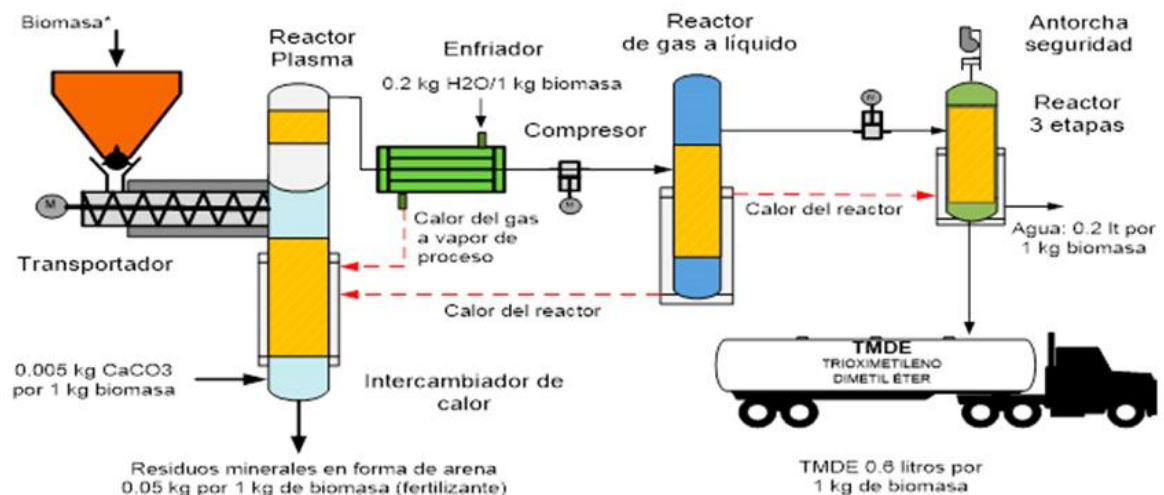 Biomasa*
Reactor
Plasma
Enfriador
0.2 kg H2O/1 kg biomasa
Compresor
Reactor
de gas a líquido
Antorcha
seguridad
Reactor
3 etapas
M
Calor del gas
a vapor de
proceso
Calor del reactor
Agua: 0.2 lt por
1 kg biomasa
Transportador
Calor del reactor
0.005 kg CaCO3
por 1 kg biomasa
Intercambiador de
calor
TMDE
TRIOXIMETILENO
DIMETIL ÉTER
Residuos minerales en forma de arena
0.05 kg por 1 kg de biomasa (fertilizante)
TMDE 0.6 litros por
1 kg de biomasa